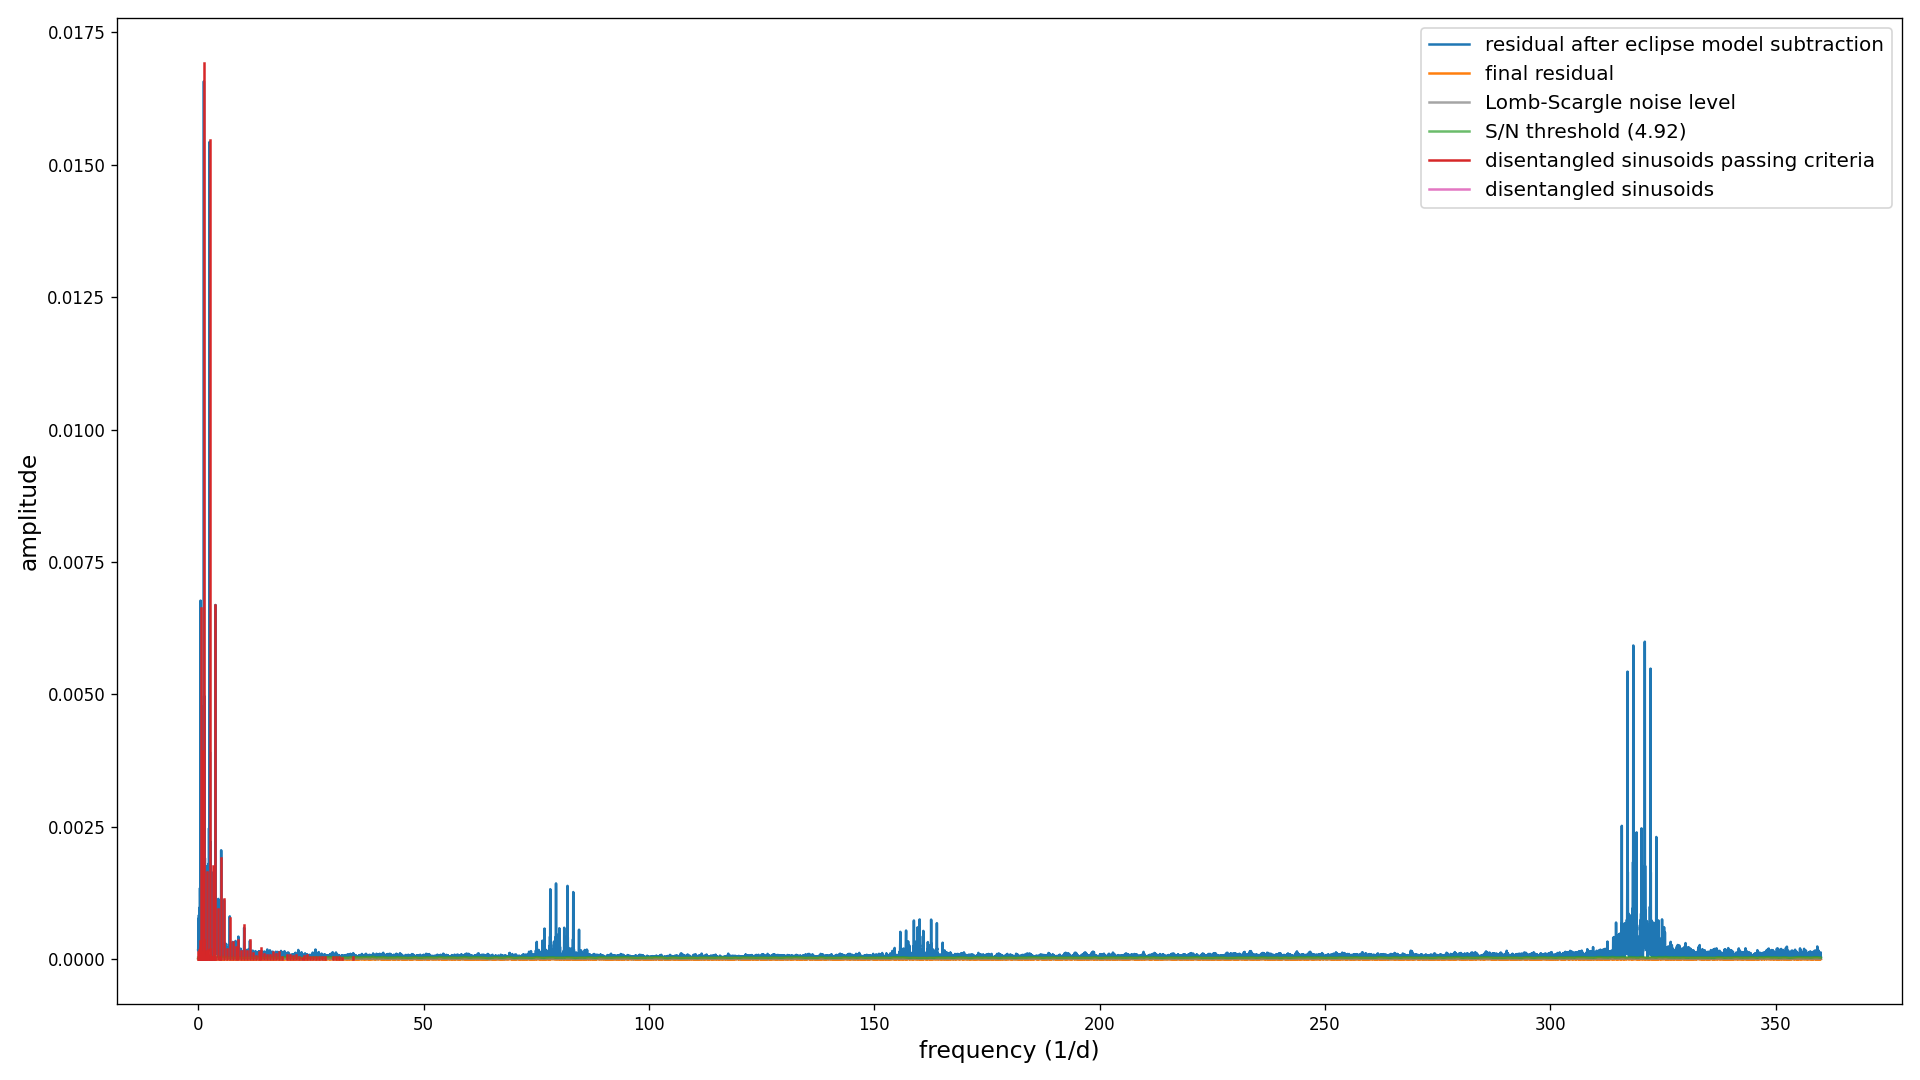 0.0175
0.0150
0.0125
0.0100
0.0075
0.0050
0.0025
0.0000
amplitude
0 50 100 150 200 250 300 350
frequency (1/d)
residual after eclipse model subtraction
final residual
Lomb-Scargle noise level
S/N threshold (4.92)
disentangled sinusoids passing criteria
disentangled sinusoids